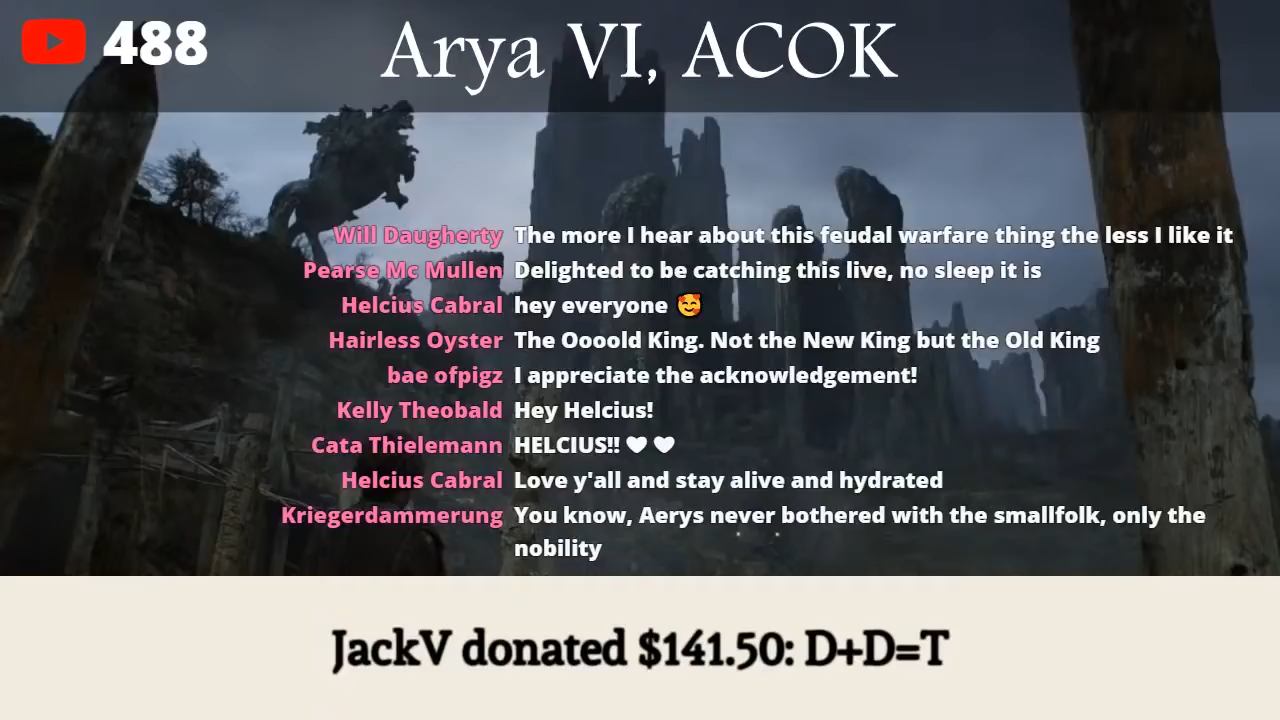 488
Arya VI, ACOK
Will Daugherty The more I hear about this feudal warfare thing the less I like it
Pearse Mc Mullen Delighted to be catching this live, no sleep it is
Helcius Cabral hey everyone 🥰
Hairless Oyster The Oooold King. Not the New King but the Old King
bae ofpigz I appreciate the acknowledgement!
Kelly Theobald Hey Helcius!
Cata Thielemann HELCIUS!! 🤍 🤍
Helcius Cabral Love y'all and stay alive and hydrated
Kriegerdammerung You know, Aerys never bothered with the smallfolk, only the
nobility
JackV donated $141.50: D+D=T